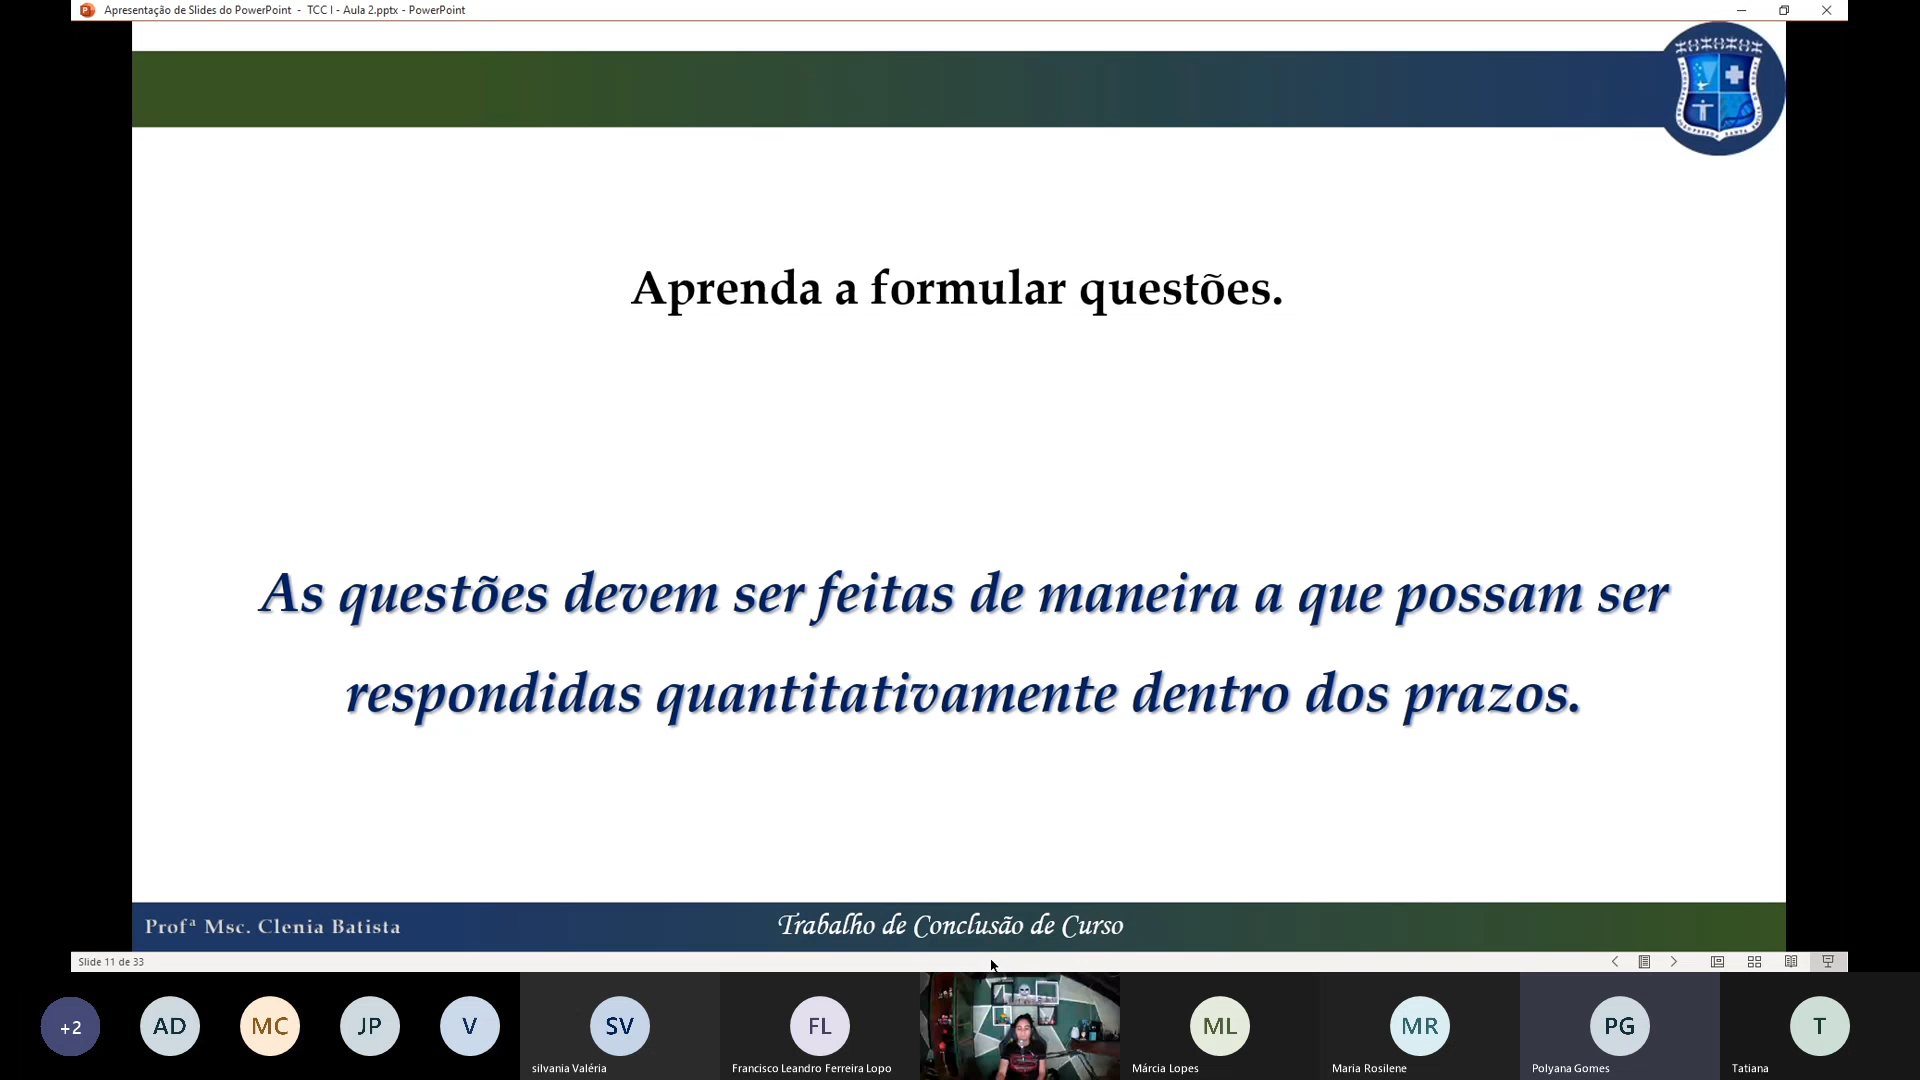 Apresentação de Slides do PowerPoint - TCC I - Aula 2.pptx - PowerPoint
Aprenda a formular questões.
As questões devem ser feitas de maneira a que possam ser
respondidas quantitativamente dentro dos prazos.
Profª Msc. Clenia Batista
Trabalho de Conclusão de Curso
Slide 11 de 33
+2
AD
MC
JP
V
SV
silvania Valéria
FL
Francisco Leandro Ferreira Lopo
ML
Márcia Lopes
MR
Maria Rosilene
PG
Polyana Gomes
T
Tatiana